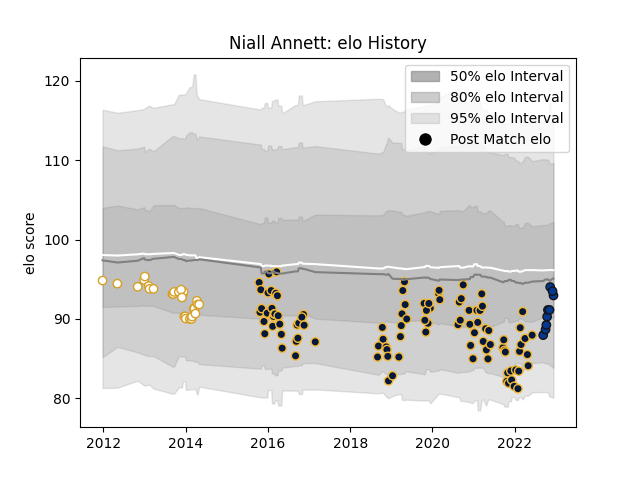 Niall Annett: elo History
50% elo Interval
80% elo Interval
95% elo Interval
Post Match elo
elo score
120
110
100
90
80
2012
2014
2016
2018
2020
2022